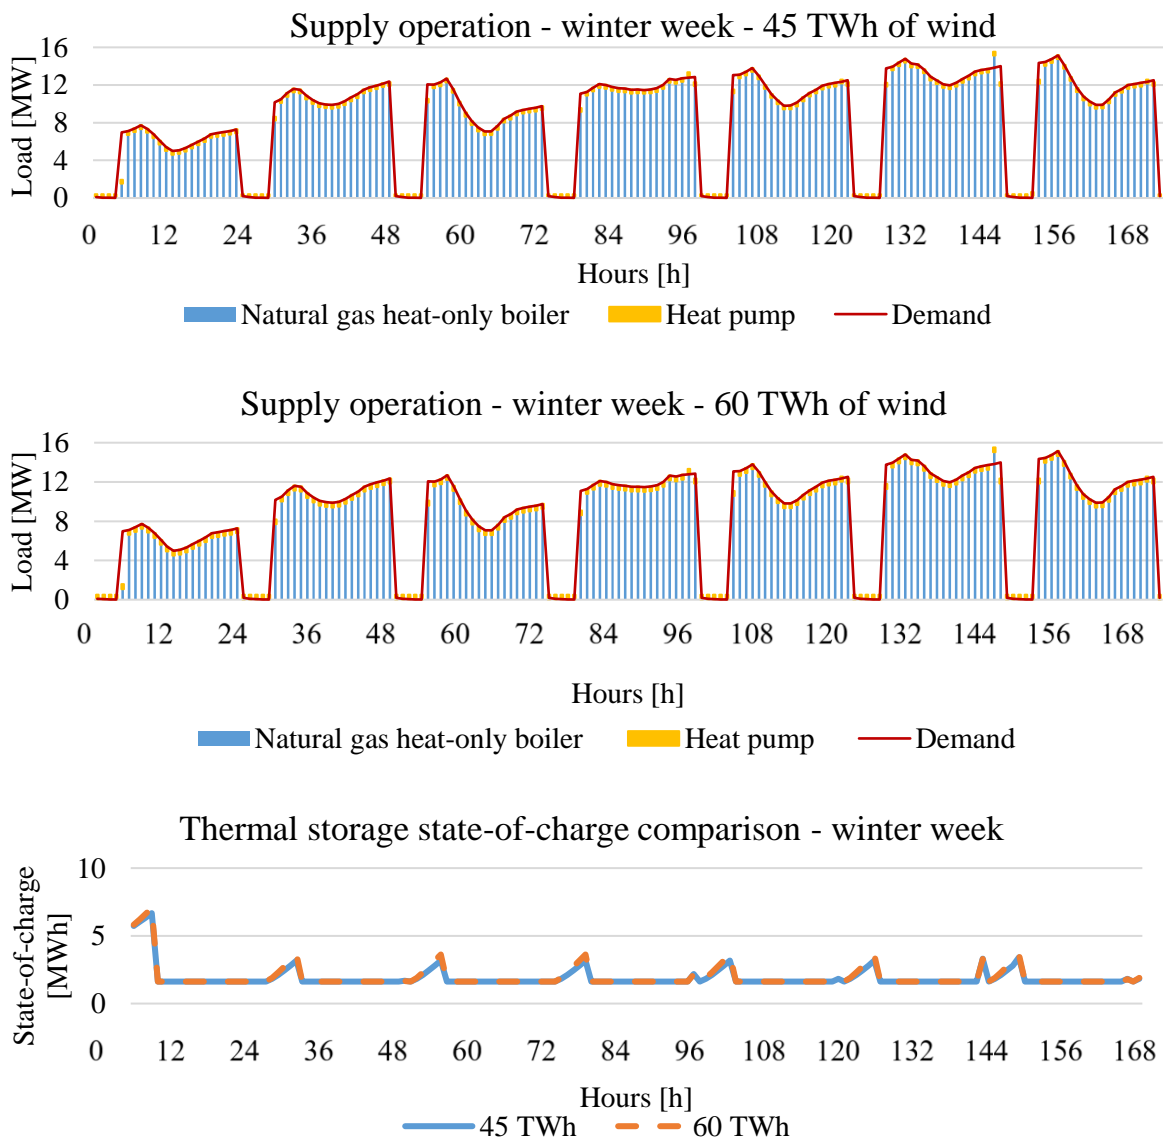 Supply operation - winter week - 45 TWh of wind
Load [MW]
16
12
8
4
0
0 12 24 36 48 60 72 84 96 108 120 132 144 156 168
Hours [h]
Natural gas heat-only boiler Heat pump Demand
Supply operation - winter week - 60 TWh of wind
Load [MW]
16
12
8
4
0
0 12 24 36 48 60 72 84 96 108 120 132 144 156 168
Hours [h]
Natural gas heat-only boiler Heat pump Demand
Thermal storage state-of-charge comparison - winter week
State-of-charge
[MWh]
10
5
0
0 12 24 36 48 60 72 84 96 108 120 132 144 156 168
Hours [h]
45 TWh 60 TWh